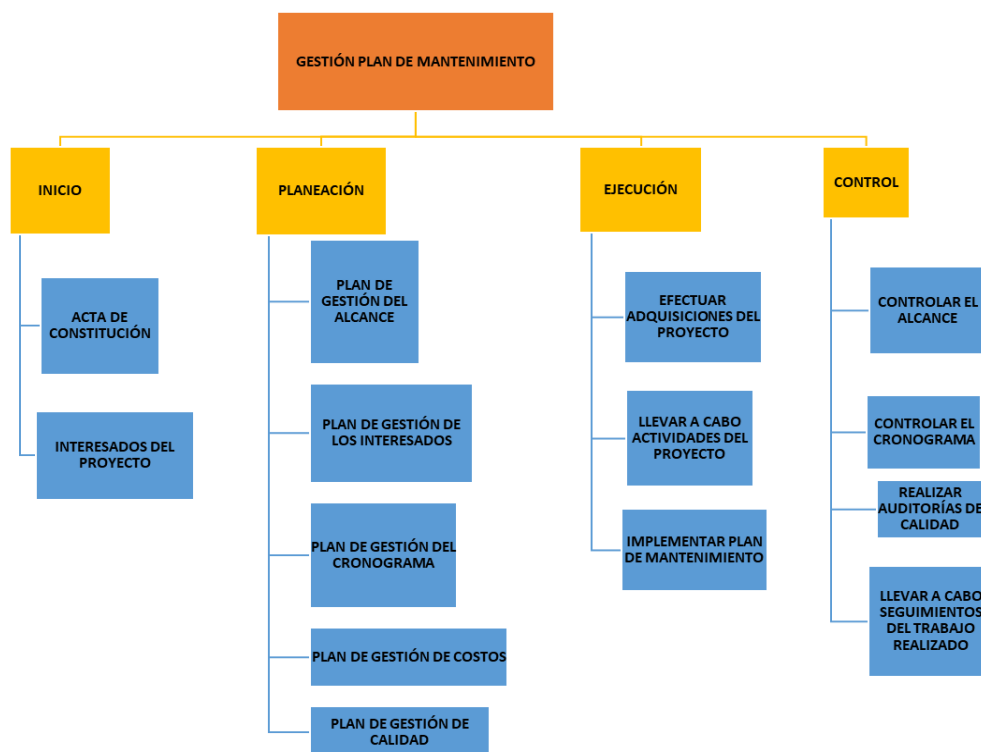 GESTIÓN PLAN DE MANTENIMIENTO
INICIO
ACTA DE
CONSTITUCIÓN
INTERESADOS DEL
PROYECTO
PLANEACIÓN
PLAN DE
GESTIÓN DEL
ALCANCE
PLAN DE GESTIÓN DE
LOS INTERESADOS
PLAN DE GESTIÓN DEL
CRONOGRAMA
PLAN DE GESTIÓN DE COSTOS
PLAN DE GESTIÓN DE
CALIDAD
EJECUCIÓN
EFECTUAR
ADQUISICIONES DEL
PROYECTO
LLEVAR A CABO
ACTIVIDADES DEL
PROYECTO
IMPLEMENTAR PLAN
DE MANTENIMIENTO
CONTROL
CONTROLAR EL
ALCANCE
CONTROLAR EL
CRONOGRAMA
REALIZAR
AUDITORÍAS DE
CALIDAD
LLEVAR A CABO
SEGUIMIENTOS
DEL TRABAJO
REALIZADO